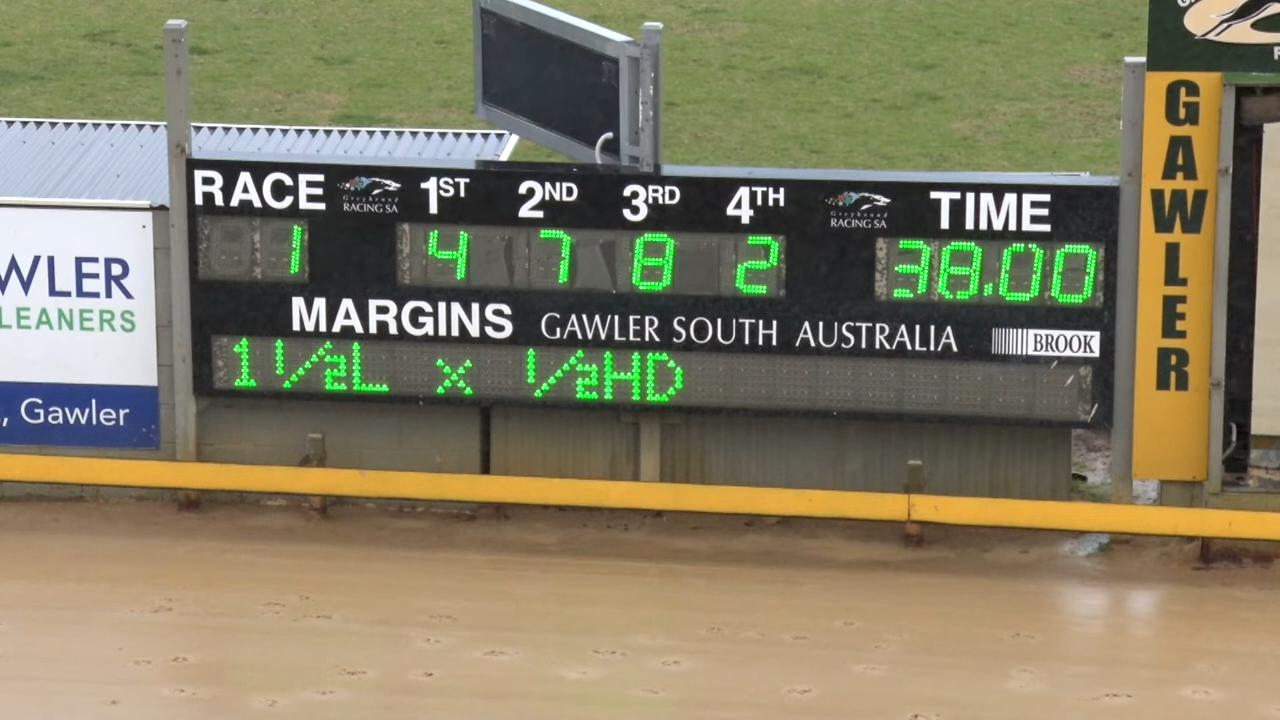 RACE
Greyhound
RACING SA
1ST 2ND 3RD 4TH
Greyhound
RACING SA
TIME
1 4 7 8 2 38.00
MARGINS GAWLER SOUTH AUSTRALIA BROOK
1 1/2L x 1/2HD
WLER
LEANERS
, Gawler
GAWLER